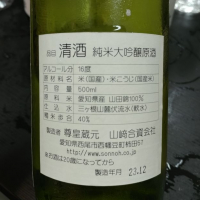 品目 清酒 純米大吟醸原酒
アルコール分 16度
原材料名 米(国産)・米こうじ(国産米)
内容量 500ml
原料米 愛知県産 山田錦100%
仕込水 三ヶ根山麓伏流水(軟水)
精米歩合 40%
製造者 尊皇蔵元 山﨑合資会社
愛知県西尾市西幡豆町柿田57
http://www.sonnoh.co.jp
お酒は20歳になってから
製造年月 23.12